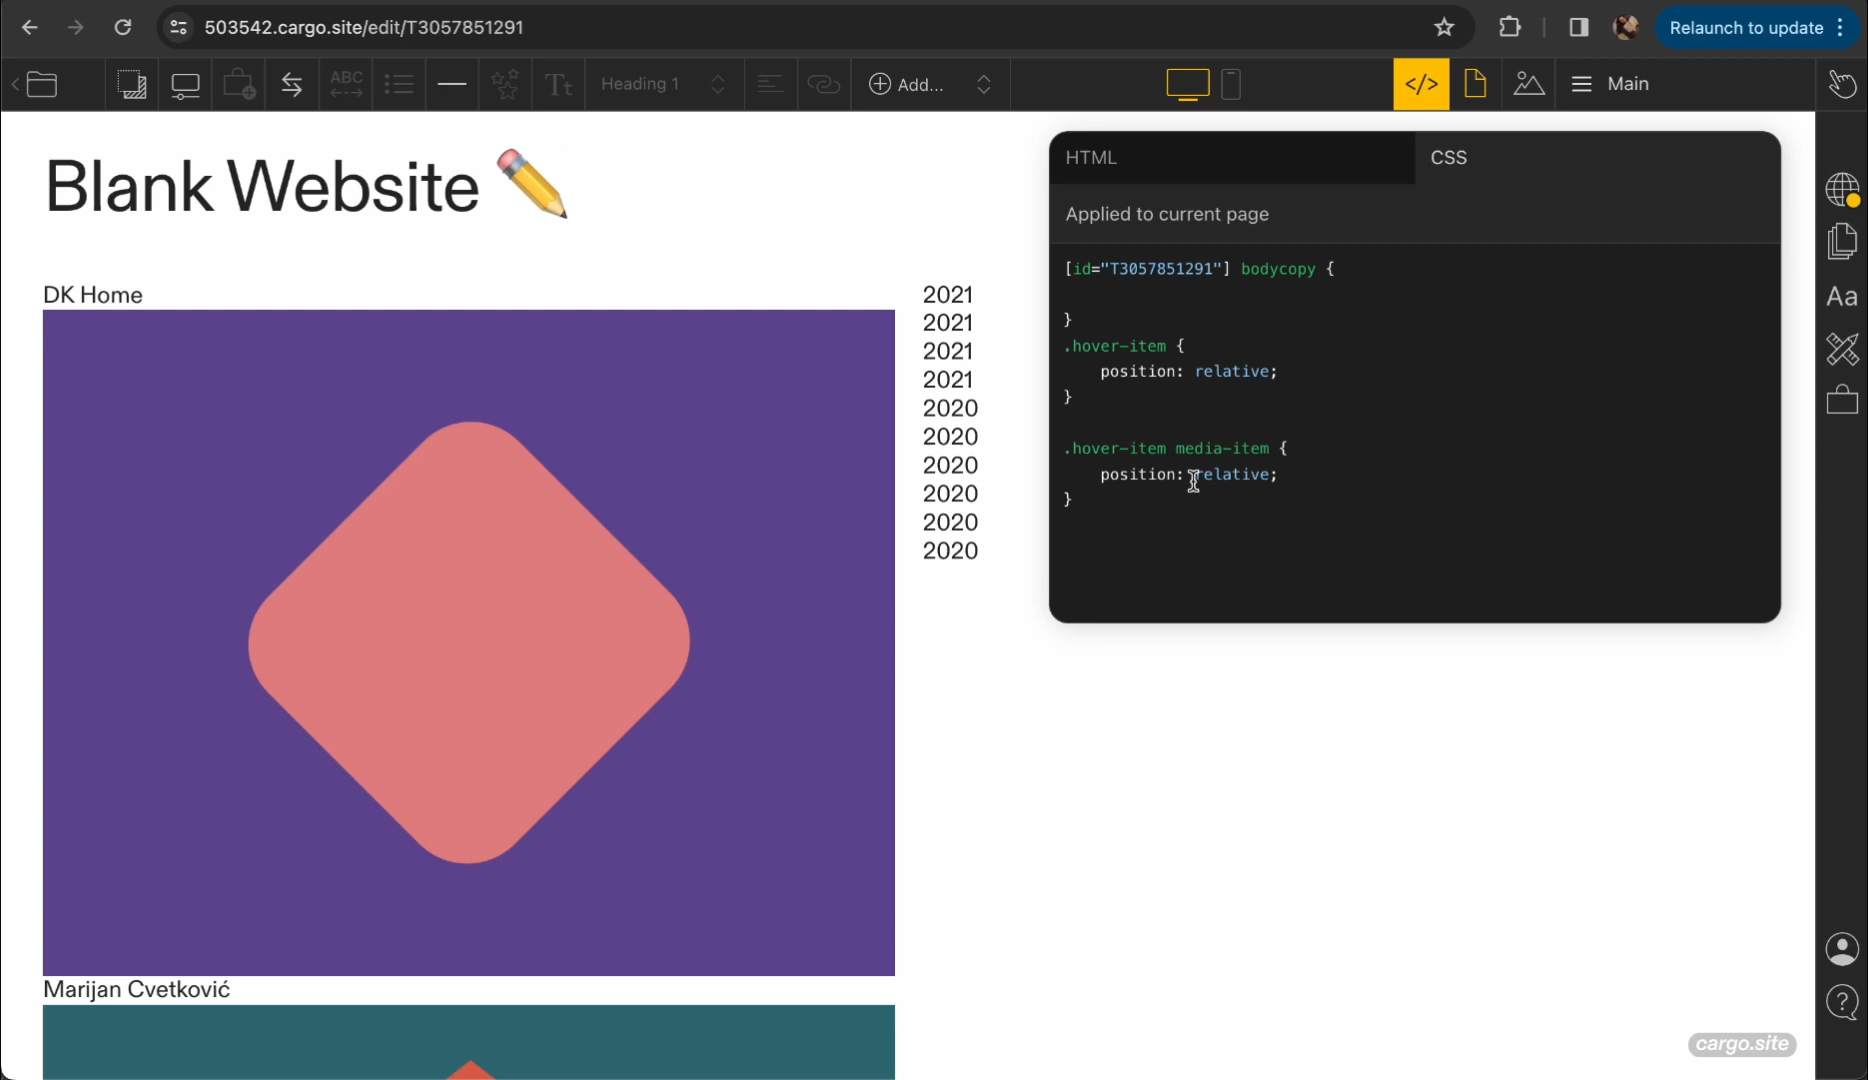 503542.cargo.site/edit/T3057851291
Relaunch to update
ABC
Tt
Heading 1
Add...
</>
Main
Blank Website
HTML
CSS
Applied to current page
Aa
DK Home
2021
2021
2021
2021
2020
2020
2020
2020
2020
2020
[id="T3057851291"] bodycopy {
}
.hover-item {
position: relative;
}
.hover-item media-item {
position: relative;
}
Marijan Cvetković
cargo.site